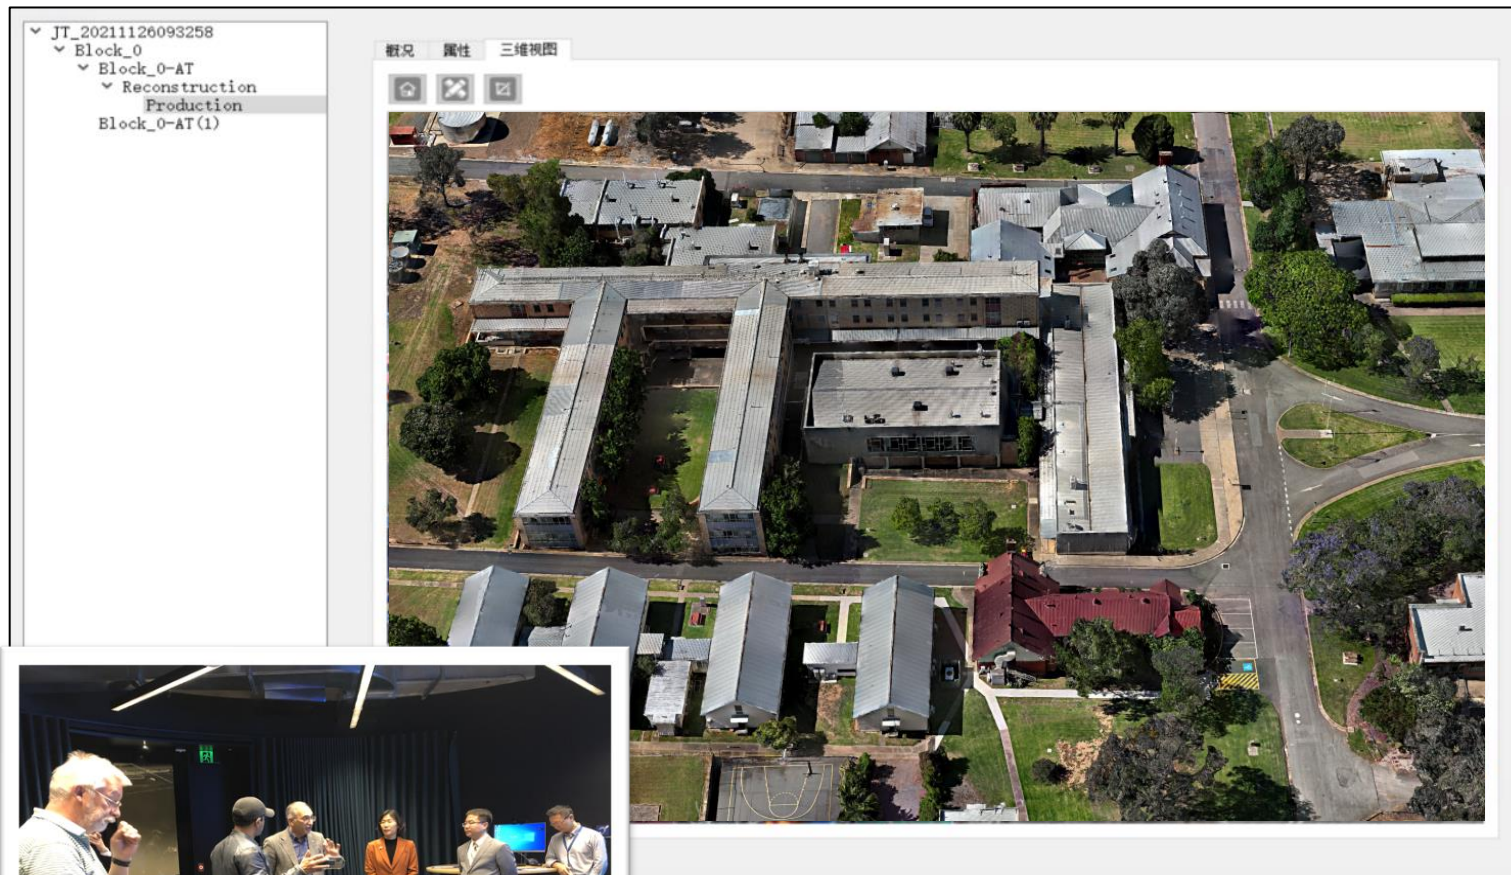 JT_20211126093258
Block_0
Block_0-AT
Reconstruction
Production
Block_0-AT(1)
概况 属性 三维视图